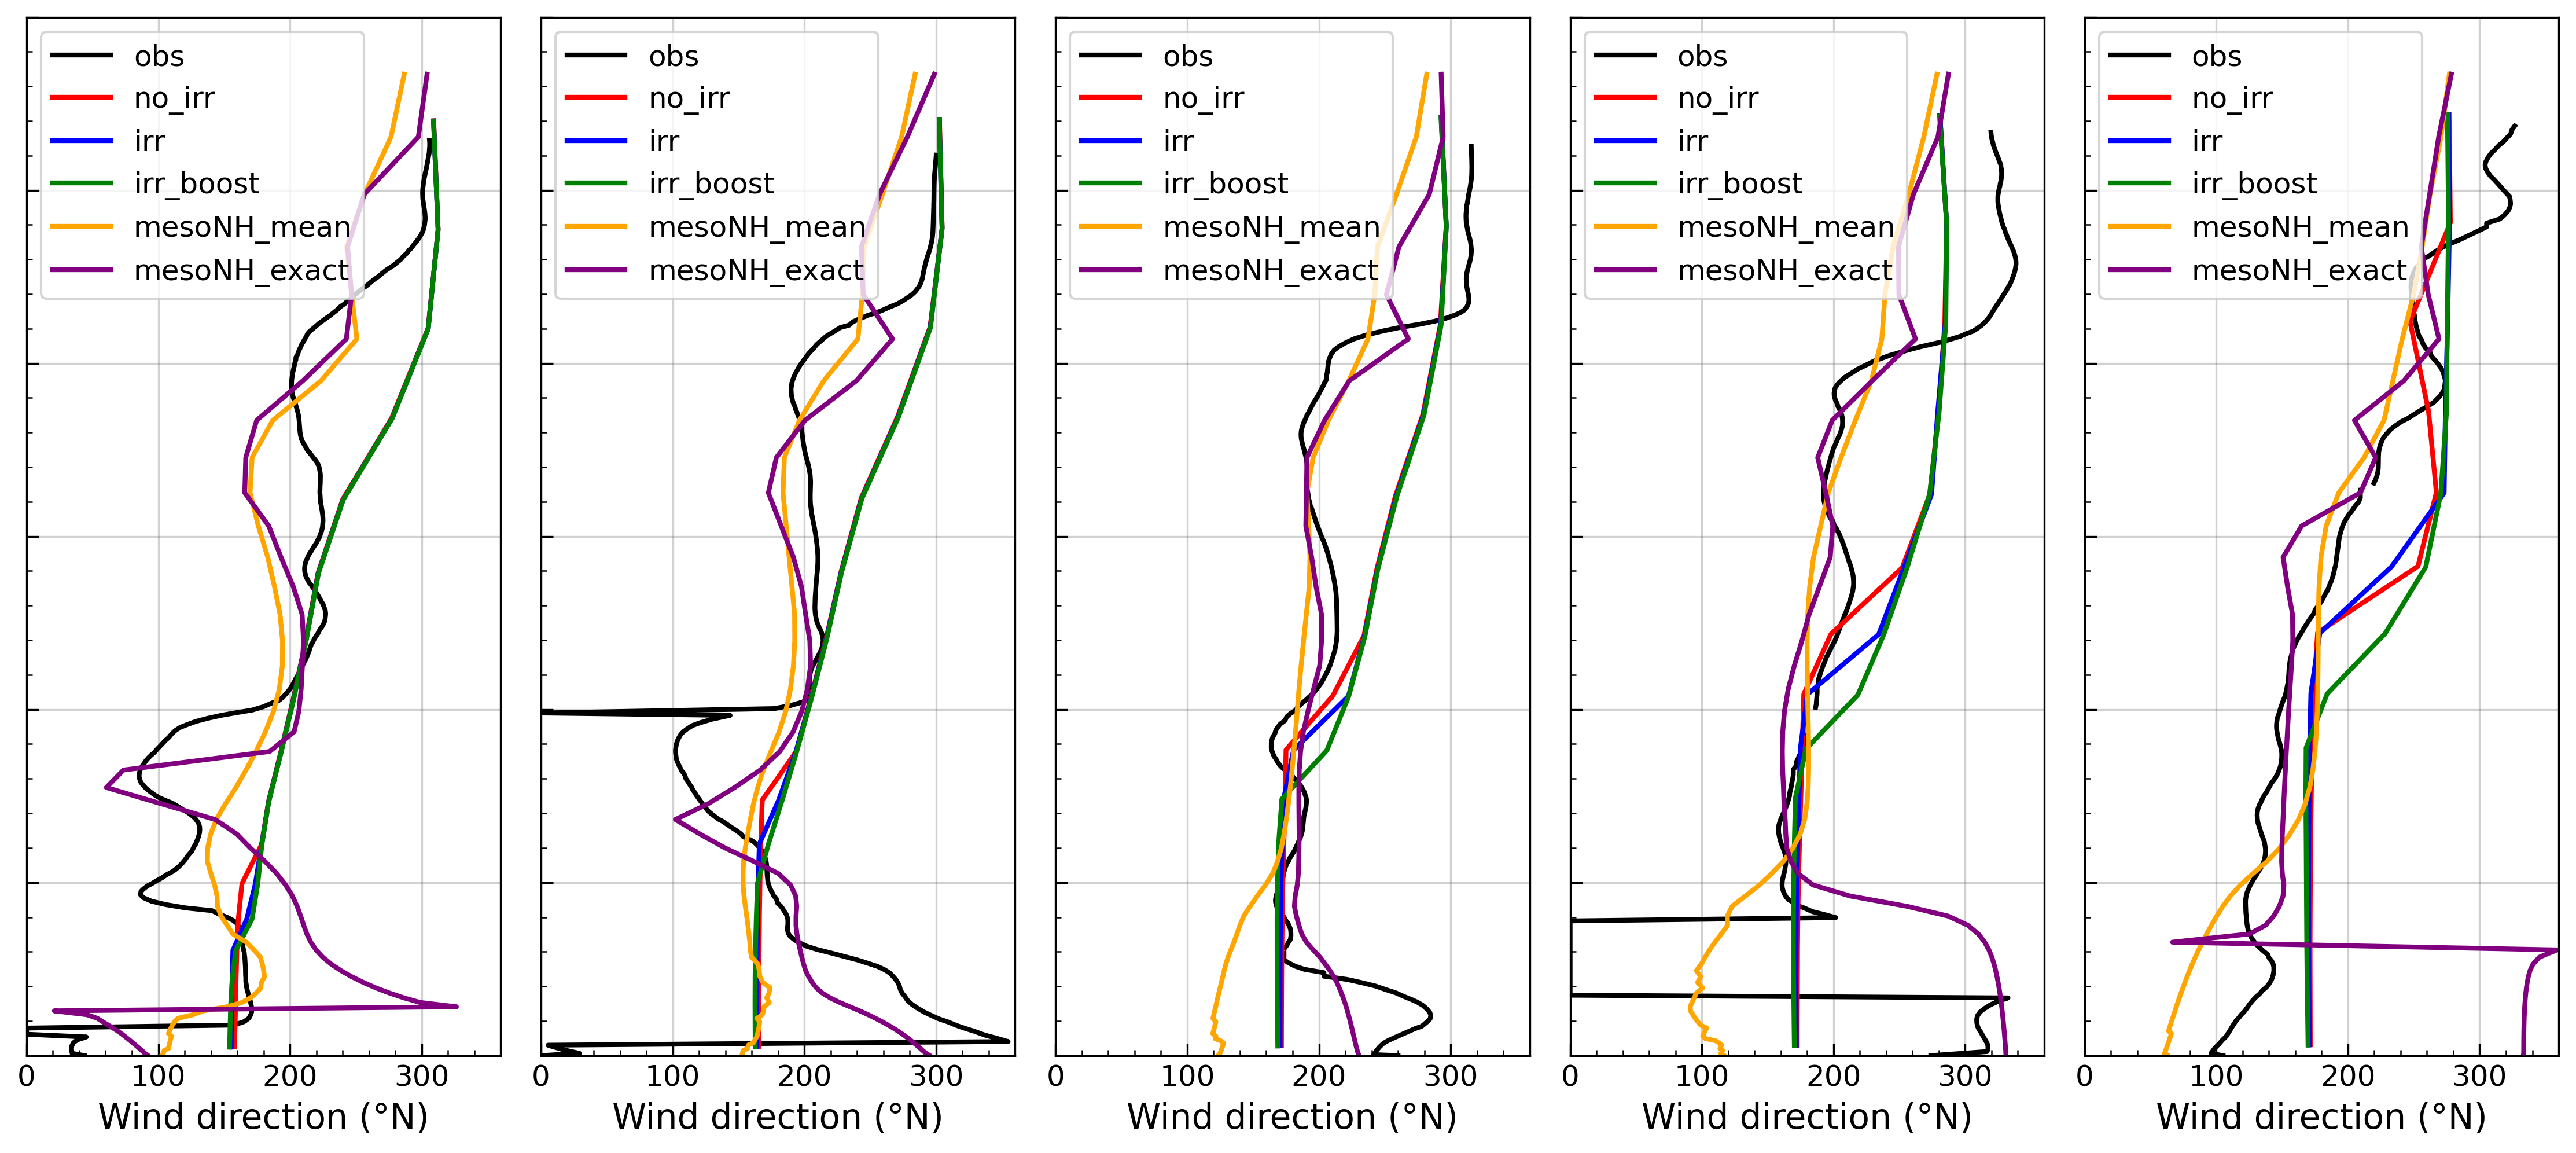 obs
no_irr
irr
irr_boost
mesoNH_mean
mesoNH_exact
0 100 200 300
Wind direction (°N)
obs
no_irr
irr
irr_boost
mesoNH_mean
mesoNH_exact
0 100 200 300
Wind direction (°N)
obs
no_irr
irr
irr_boost
mesoNH_mean
mesoNH_exact
0 100 200 300
Wind direction (°N)
obs
no_irr
irr
irr_boost
mesoNH_mean
mesoNH_exact
0 100 200 300
Wind direction (°N)
obs
no_irr
irr
irr_boost
mesoNH_mean
mesoNH_exact
0 100 200 300
Wind direction (°N)